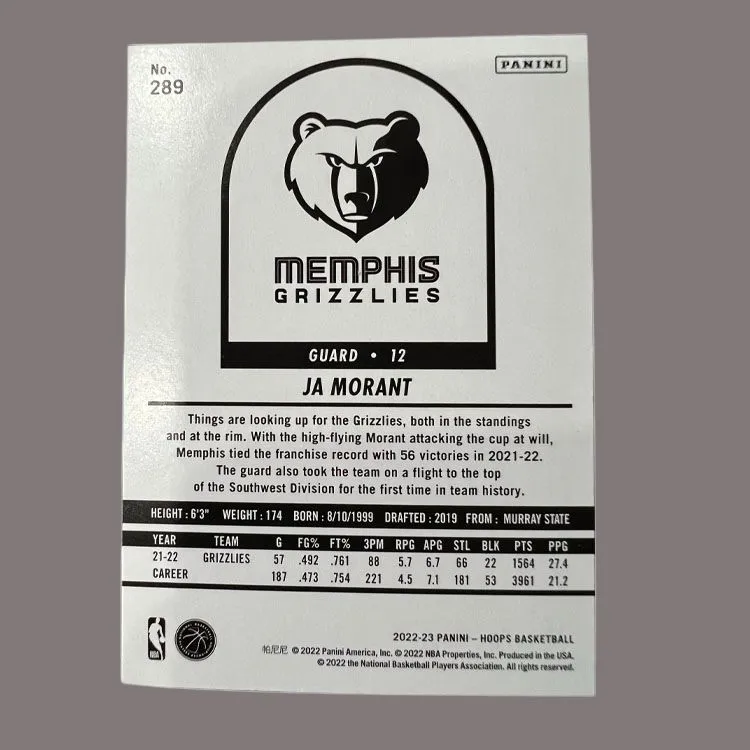 No.
289
PANINI
MEMPHIS
GRIZZLIES
GUARD • 12
JA MORANT
Things are looking up for the Grizzlies, both in the standings
and at the rim. With the high-flying Morant attacking the cup at will,
Memphis tied the franchise record with 56 victories in 2021-22.
The guard also took the team on a flight to the top
of the Southwest Division for the first time in team history.
HEIGHT : 6'3" WEIGHT : 174 BORN : 8/10/1999 DRAFTED : 2019 FROM : MURRAY STATE
YEAR TEAM G FG% FT% 3PM RPG APG STL BLK PTS PPG
21-22 GRIZZLIES 57 .492 .761 88 5.7 6.7 66 22 1564 27.4
CAREER 187 .473 .754 221 4.5 7.1 181 53 3961 21.2
NBA
2022-23 PANINI – HOOPS BASKETBALL
帕尼尼 © 2022 Panini America, Inc. © 2022 NBA Properties, Inc. Produced in the USA.
© 2022 the National Basketball Players Association. All rights reserved.